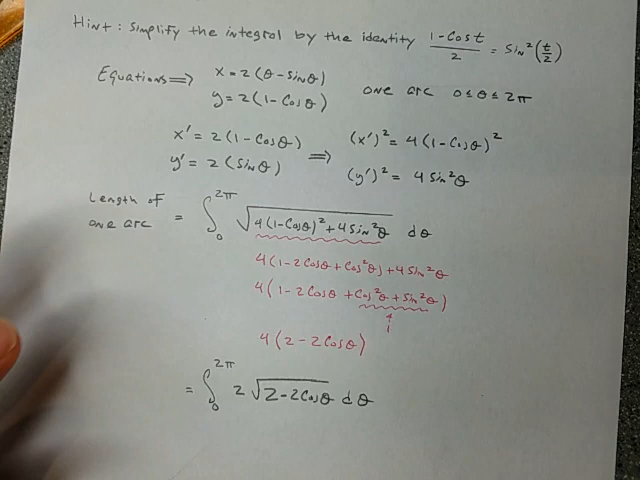 Hint: Simplify the integral by the identity (1-Cos t)/2 = Sin²(t/2)
Equations ⟹ x = 2(θ - sinθ)
y = 2(1-Cosθ)
one arc 0 ≤ θ ≤ 2π
x' = 2(1-Cosθ) ⟹ (x')² = 4(1-Cosθ)²
y' = 2(Sinθ) (y')² = 4 Sin²θ
Length of one arc = ∫₀^2π √(4(1-Cosθ)² + 4 Sin²θ) dθ
4(1-2Cosθ + Cos²θ) + 4 Sin²θ
4(1-2Cosθ + Cos²θ + Sin²θ)
1
4(2-2Cosθ)
= ∫₀^2π 2 √(2-2Cosθ) dθ